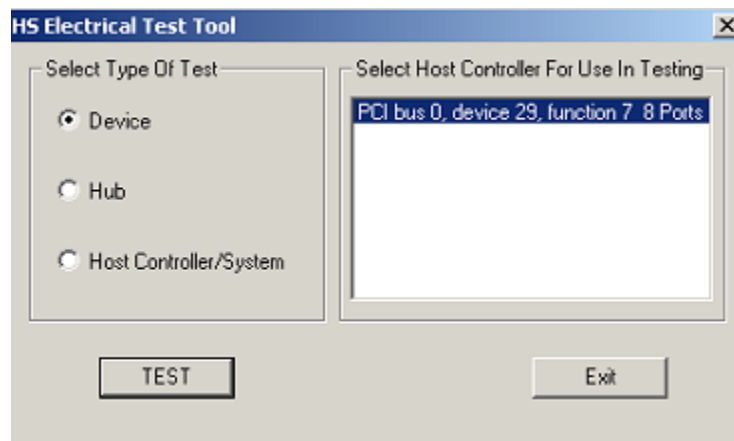 HS Electrical Test Tool
Select Type Of Test
Device
Hub
Host Controller/System
Select Host Controller For Use In Testing
PCI bus 0, device 29, function 7 8 Ports
TEST
Exit